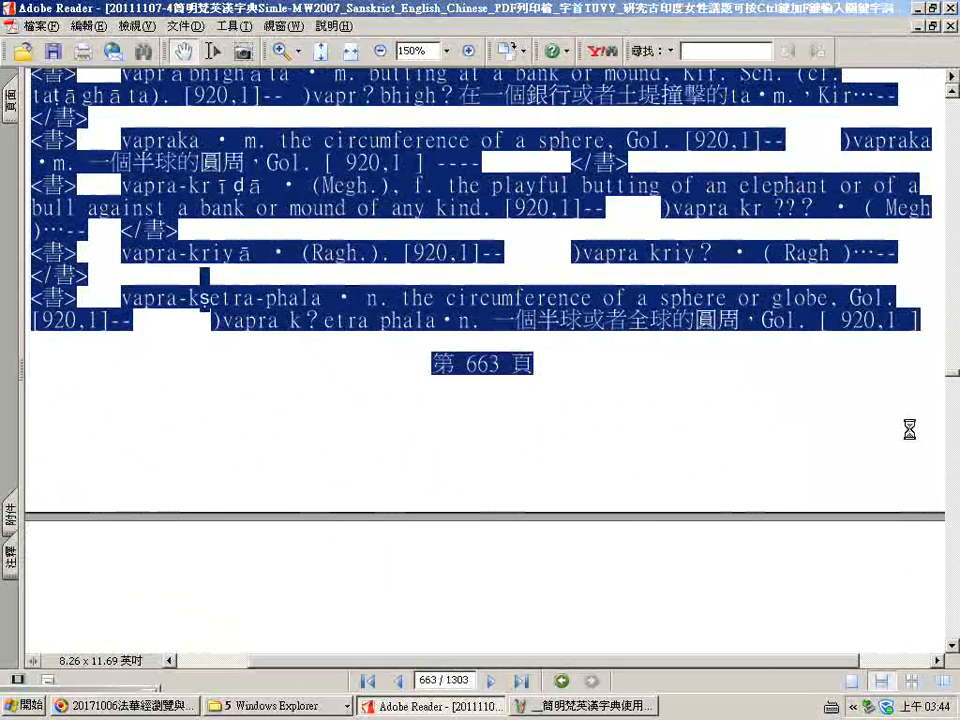 Adobe Reader - [20111107-4簡明梵英漢字典Simle-MW2007_Sanskrict_English_Chinese_PDF列印檔_字首TUVY_研究古印度女性議題可按Ctrl鍵加F鍵輸入關鍵字詞
檔案(F) 編輯(E) 檢視(V) 文件(D) 工具(T) 視窗(W) 說明(H)
150% Y! 尋找:
頁面
<書> vaprābhighāta • m. butting at a bank or mound, Kir. Sch. (cf.
taṭāghāta). [920,1]-- )vapr?bhigh?在一個銀行或者土堤撞擊的ta•m.，Kir…--
</書>
<書> vapraka • m. the circumference of a sphere, Gol. [920,1]-- )vapraka
•m. 一個半球的圓周，Gol. [ 920,1 ] ---- </書>
<書> vapra-krīḍā • (Megh.), f. the playful butting of an elephant or of a
bull against a bank or mound of any kind. [920,1]-- )vapra kr ??? • ( Megh
)…-- </書>
<書> vapra-kriyā • (Ragh.). [920,1]-- )vapra kriy? • ( Ragh )…--
</書>
<書> vapra-kṣetra-phala • n. the circumference of a sphere or globe, Gol.
[920,1]-- )vapra k?etra phala•n. 一個半球或者全球的圓周，Gol. [ 920,1 ]
第 663 頁
附件
注釋
8.26 x 11.69 英吋
663 / 1303
開始 20171006法華經瀏覽與... 5 Windows Explorer Adobe Reader - [2011110... __簡明梵英漢字典使用... 上午 03:44